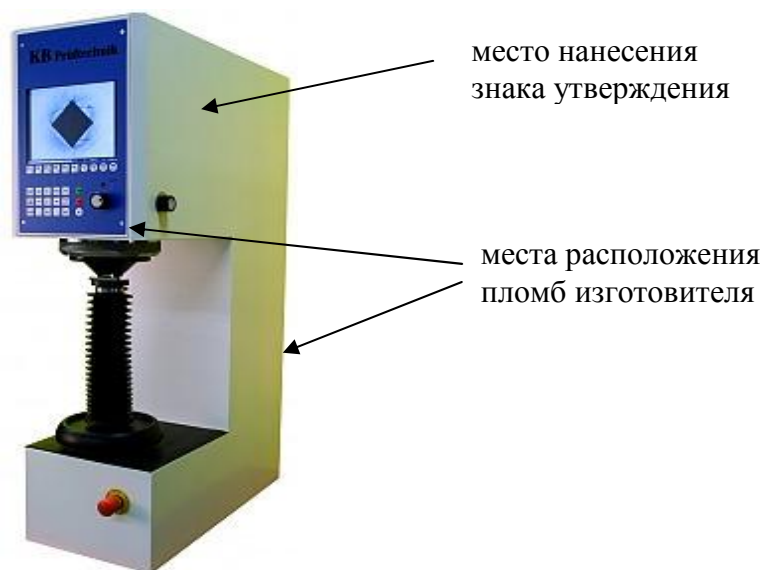 KB Prüftechnik
место нанесения
знака утверждения
места расположения
пломб изготовителя